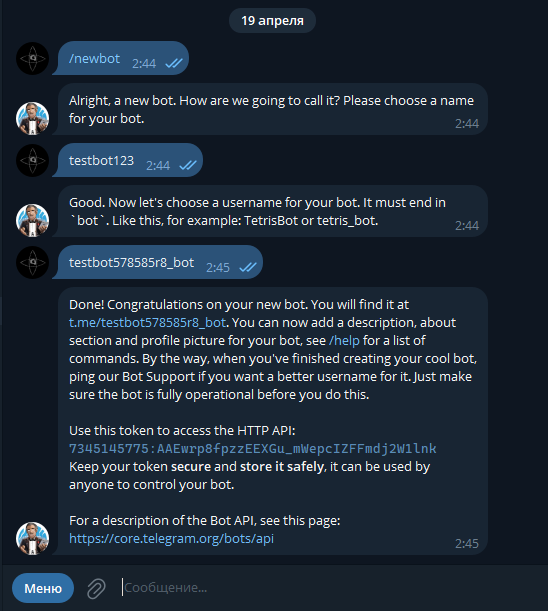 19 апреля
/newbot 2:44
Alright, a new bot. How are we going to call it? Please choose a name
for your bot. 2:44
testbot123 2:44
Good. Now let's choose a username for your bot. It must end in
`bot`. Like this, for example: TetrisBot or tetris_bot. 2:44
testbot578585r8_bot 2:45
Done! Congratulations on your new bot. You will find it at
t.me/testbot578585r8_bot. You can now add a description, about
section and profile picture for your bot, see /help for a list of
commands. By the way, when you've finished creating your cool bot,
ping our Bot Support if you want a better username for it. Just make
sure the bot is fully operational before you do this.
Use this token to access the HTTP API:
7345145775:AAEwrp8fpzzEEXGu_mWepcIZFFmdj2W1lnk
Keep your token secure and store it safely, it can be used by
anyone to control your bot.
For a description of the Bot API, see this page:
https://core.telegram.org/bots/api 2:45
Меню Сообщение...